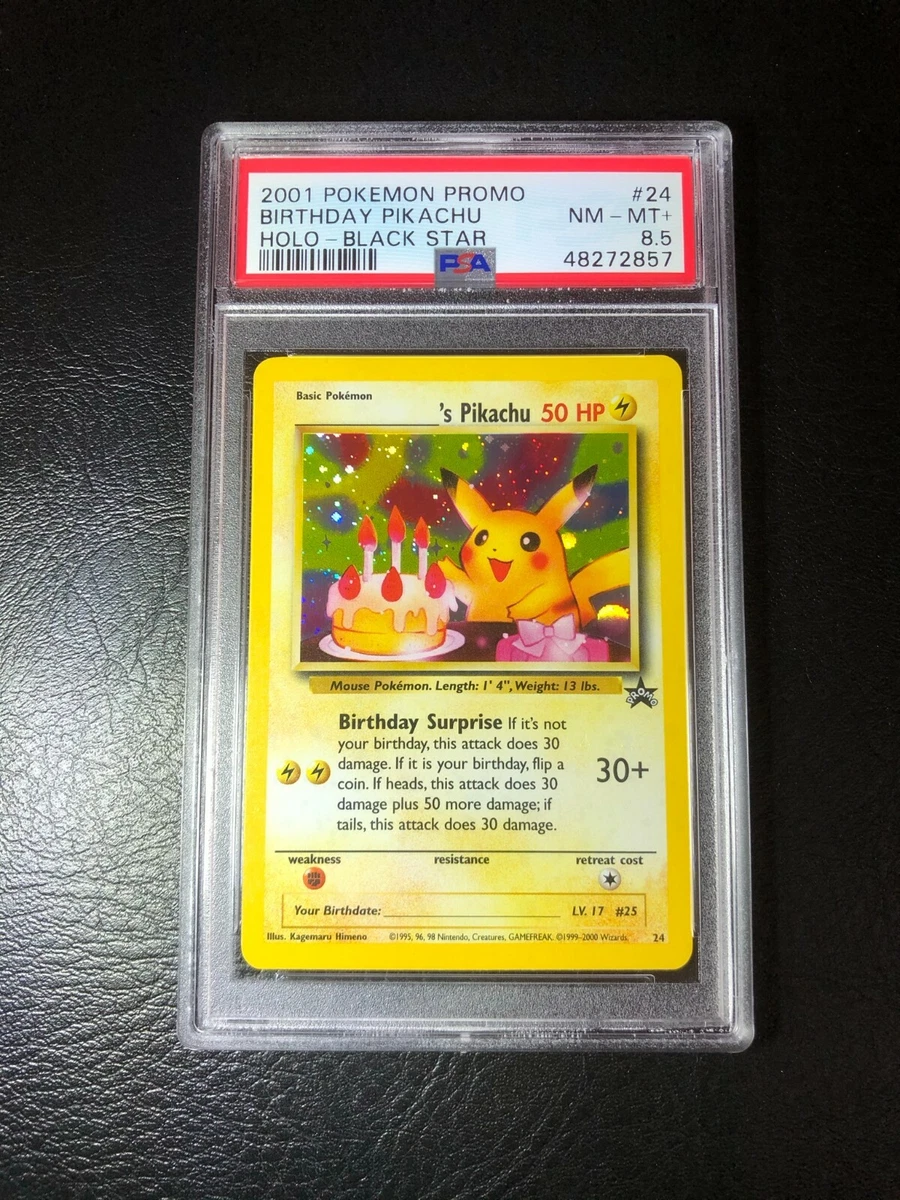 2001 POKEMON PROMO #24
BIRTHDAY PIKACHU NM - MT+
HOLO - BLACK STAR 8.5
PSA 48272857
Basic Pokémon
________'s Pikachu 50 HP
Mouse Pokémon. Length: 1' 4", Weight: 13 lbs.
PROMO
Birthday Surprise If it's not
your birthday, this attack does 30
damage. If it is your birthday, flip a
coin. If heads, this attack does 30
damage plus 50 more damage; if
tails, this attack does 30 damage.
30+
weakness resistance retreat cost
Your Birthdate:________ LV. 17 #25
Illus. Kagemaru Himeno ©1995, 96, 98 Nintendo, Creatures, GAMEFREAK. ©1999-2000 Wizards. 24